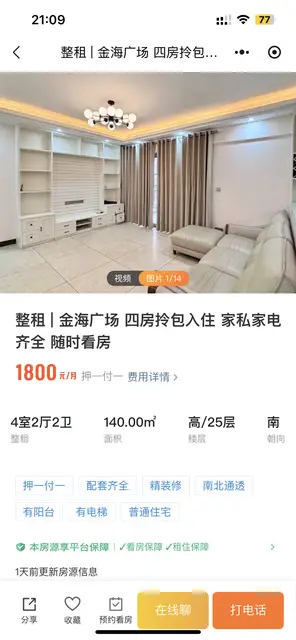 21:09
77
整租 | 金海广场 四房拎包...
视频 图片 1/14
整租 | 金海广场 四房拎包入住 家私家电
齐全 随时看房
1800元/月 押一付一 费用详情 >
4室2厅2卫 140.00㎡ 高/25层 南
整租 面积 楼层 朝向
押一付一 配套齐全 精装修 南北通透
有阳台 有电梯 普通住宅
本房源享平台保障 | ✓看房保障 ✓租住保障 >
1天前更新房源信息
分享 收藏 预约看房 在线聊 打电话